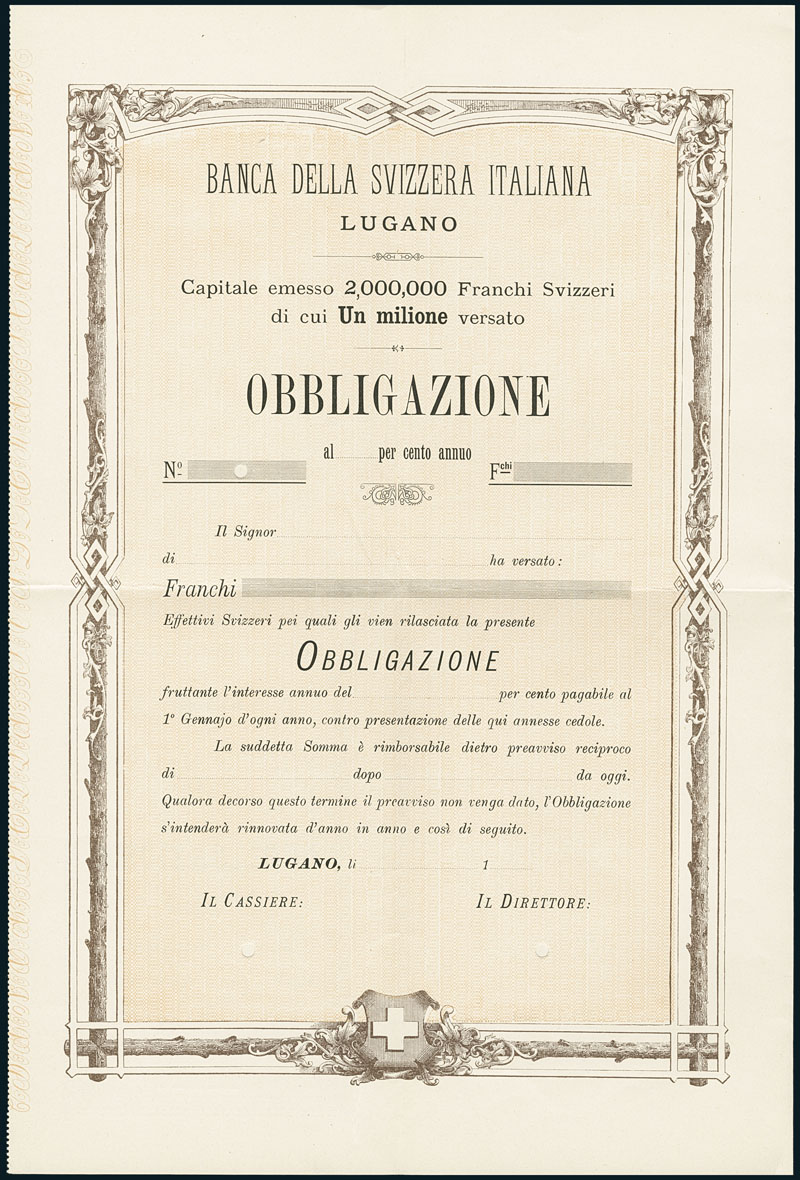 BANCA DELLA SVIZZERA ITALIANA
LUGANO
Capitale emesso 2,000,000 Franchi Svizzeri
di cui Un milione versato
OBBLIGAZIONE
al per cento annuo
Nº Fchi
Il Signor
di ha versato:
Franchi
Effettivi Svizzeri pei quali gli vien rilasciata la presente
OBBLIGAZIONE
fruttante l'interesse annuo del per cento pagabile al
1º Gennajo d'ogni anno, contro presentazione delle qui annesse cedole.
La suddetta Somma è rimborsabile dietro preavviso reciproco
di dopo da oggi.
Qualora decorso questo termine il preavviso non venga dato, l'Obbligazione
s'intenderà rinnovata d'anno in anno e così di seguito.
LUGANO, li 1
IL CASSIERE: IL DIRETTORE: